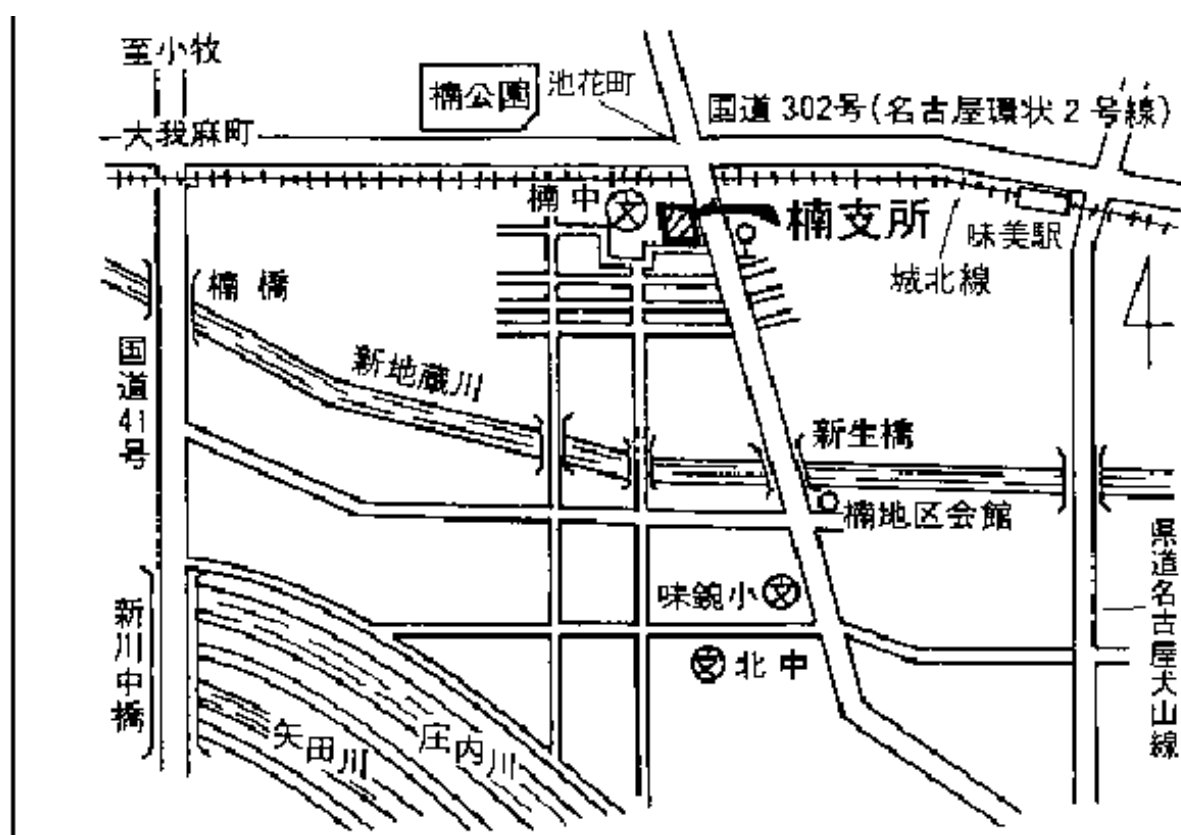 至小牧
楠公園
池花町
国道 302号(名古屋環状 2 号線)
大我麻町
楠中
文
楠支所
味美駅
城北線
楠 橋
国道41号
新地蔵川
新生橋
楠地区会館
県道名古屋犬山線
味鋺小
文
文
北中
新川中橋
矢田川
庄内川